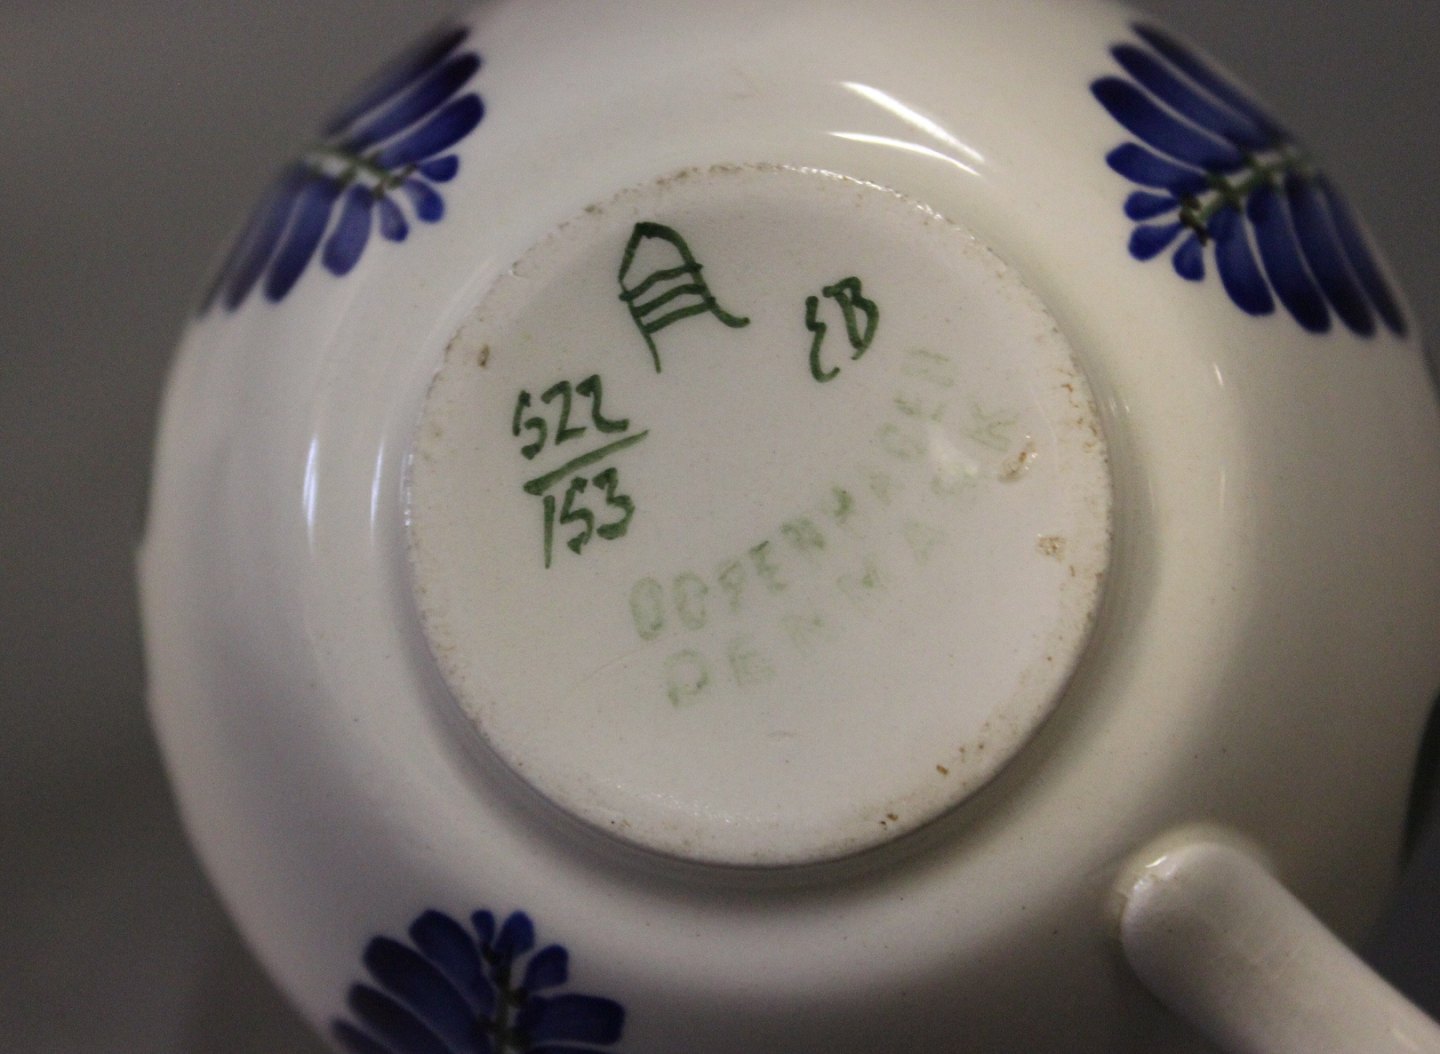 EB
522
153
COPENHAGEN
DENMARK